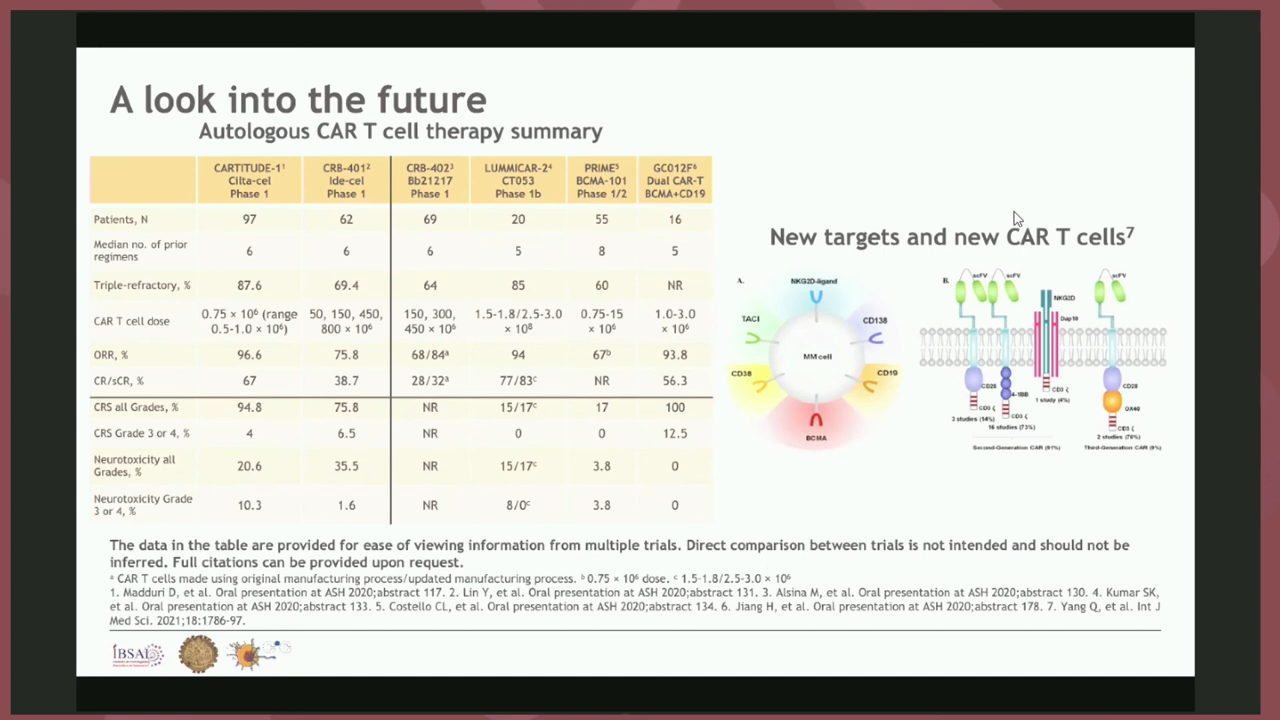 A look into the future
Autologous CAR T cell therapy summary
CARTITUDE-1¹ Cilta-cel Phase 1
CRB-401² Ide-cel Phase 1
CRB-402³ Bb21217 Phase 1
LUMMICAR-2⁴ CT053 Phase 1b
PRIME⁵ BCMA-101 Phase 1/2
GC012F⁶ Dual CAR-T BCMA+CD19
Patients, N 97 62 69 20 55 16
Median no. of prior regimens 6 6 6 5 8 5
Triple-refractory, % 87.6 69.4 64 85 60 NR
CAR T cell dose 0.75 × 10⁶ (range 0.5-1.0 × 10⁶) 50, 150, 450, 800 × 10⁶ 150, 300, 450 × 10⁶ 1.5-1.8/2.5-3.0 × 10⁸ 0.75-15 × 10⁶ 1.0-3.0 × 10⁶
ORR, % 96.6 75.8 68/84ᵃ 94 67ᵇ 93.8
CR/sCR, % 67 38.7 28/32ᵃ 77/83ᶜ NR 56.3
CRS all Grades, % 94.8 75.8 NR 15/17ᶜ 17 100
CRS Grade 3 or 4, % 4 6.5 NR 0 0 12.5
Neurotoxicity all Grades, % 20.6 35.5 NR 15/17ᶜ 3.8 0
Neurotoxicity Grade 3 or 4, % 10.3 1.6 NR 8/0ᶜ 3.8 0
New targets and new CAR T cells⁷
A.
NKG2D-ligand
TACI
CD138
MM cell
CD38
CD19
BCMA
B.
scFV
scFV
scFV
NKG2D
Dap10
CD28
4-1BB
CD3 ζ
CD3 ζ
CD3 ζ
1 study (4%)
3 studies (14%)
16 studies (73%)
CD28
OX40
CD3 ζ
Second-Generation CAR (91%)
Third-Generation CAR (9%)
The data in the table are provided for ease of viewing information from multiple trials. Direct comparison between trials is not intended and should not be
inferred. Full citations can be provided upon request.
ᵃ CAR T cells made using original manufacturing process/updated manufacturing process. ᵇ 0.75 × 10⁶ dose. ᶜ 1.5-1.8/2.5-3.0 × 10⁶
1. Madduri D, et al. Oral presentation at ASH 2020;abstract 117. 2. Lin Y, et al. Oral presentation at ASH 2020;abstract 131. 3. Alsina M, et al. Oral presentation at ASH 2020;abstract 130. 4. Kumar SK,
et al. Oral presentation at ASH 2020;abstract 133. 5. Costello CL, et al. Oral presentation at ASH 2020;abstract 134. 6. Jiang H, et al. Oral presentation at ASH 2020;abstract 178. 7. Yang Q, et al. Int J
Med Sci. 2021;18:1786-97.
IBSAL